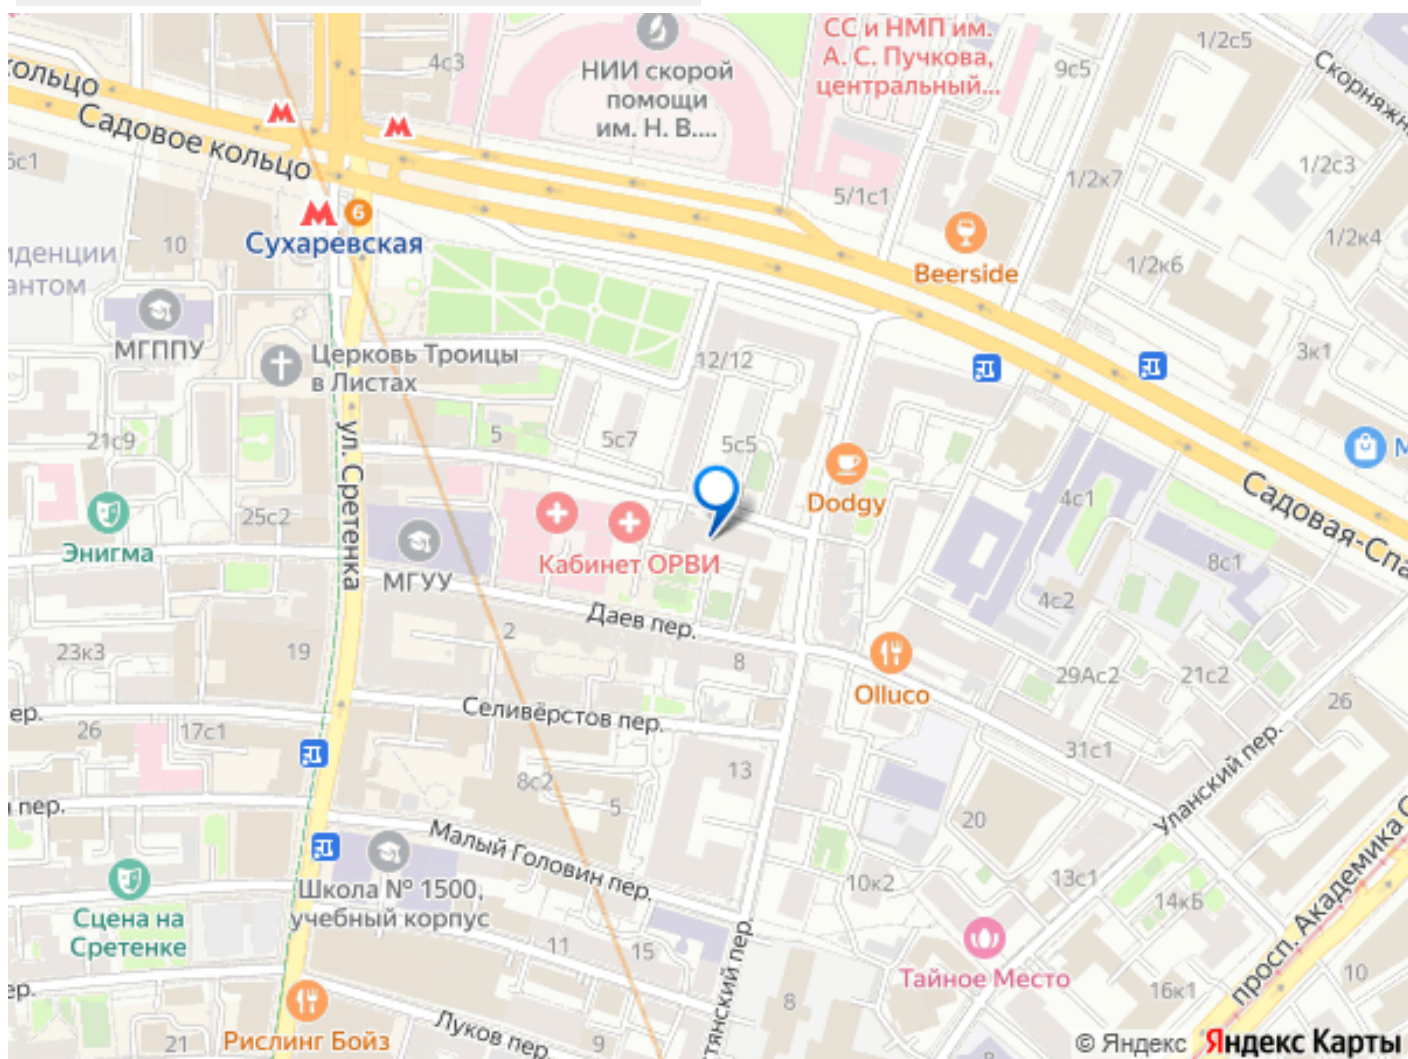 СС и НМП им.
А. С. Пучкова,
центральный...
1/2с5
9с5
Скорняжн
4с3
НИИ скорой
помощи
им. Н. В....
кольцо
Садовое кольцо
5с1
5/1с1
1/2к7
1/2с3
6
Сухаревская
10
иденции
антом
Beerside
1/2к6
1/2к4
МГППУ
Церковь Троицы
в Листах
12/12
3к1
21с9
5
5с7
5с5
ул. Сретенка
Dodgy
4с1
М
Садовая-Спа
25с2
Энигма
МГУУ
Кабинет ОРВИ
8с1
4с2
Даев пер.
23к3
19
2
8
Olluco
29Ас2
21с2
26
ер.
26
17с1
Селивёрстов пер.
31с1
Уланский пер.
13
8с2
5
20
пер.
Малый Головин пер.
Школа № 1500,
учебный корпус
10к2
13с1
14кБ
просп. Академика С
Сцена на
Сретенке
11
15
тянский пер.
Тайное Место
16к1
10
ер.
8
Рислинг Бойз
21
Луков пер.
9
© Яндекс Яндекс Карты